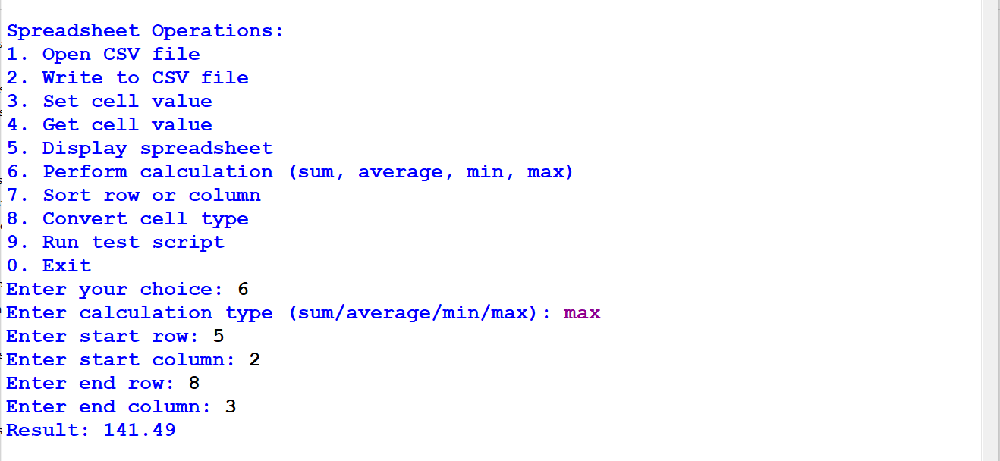 Spreadsheet Operations:
1. Open CSV file
2. Write to CSV file
3. Set cell value
4. Get cell value
5. Display spreadsheet
6. Perform calculation (sum, average, min, max)
7. Sort row or column
8. Convert cell type
9. Run test script
0. Exit
Enter your choice: 6
Enter calculation type (sum/average/min/max): max
Enter start row: 5
Enter start column: 2
Enter end row: 8
Enter end column: 3
Result: 141.49